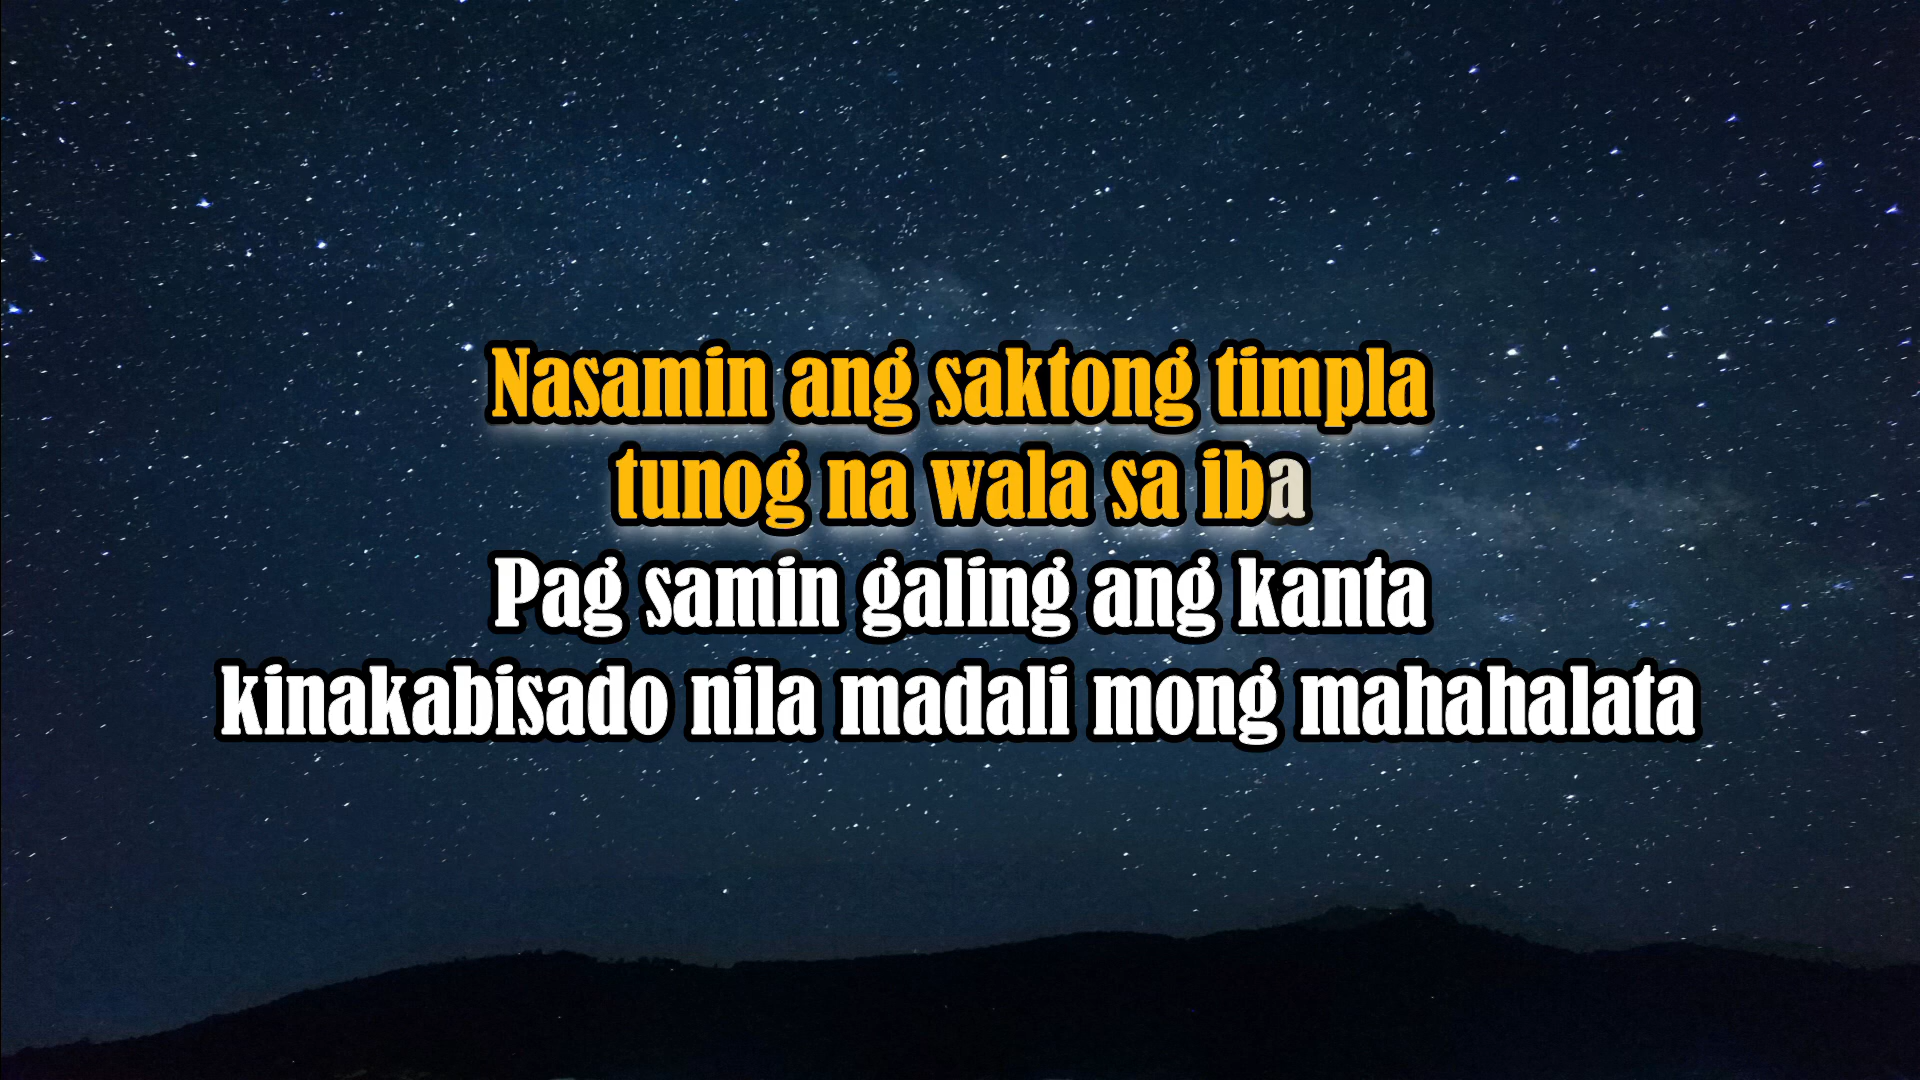 Nasamin ang saktong timpla
tunog na wala sa iba
Pag samin galing ang kanta
kinakabisado nila madali mong mahahalata